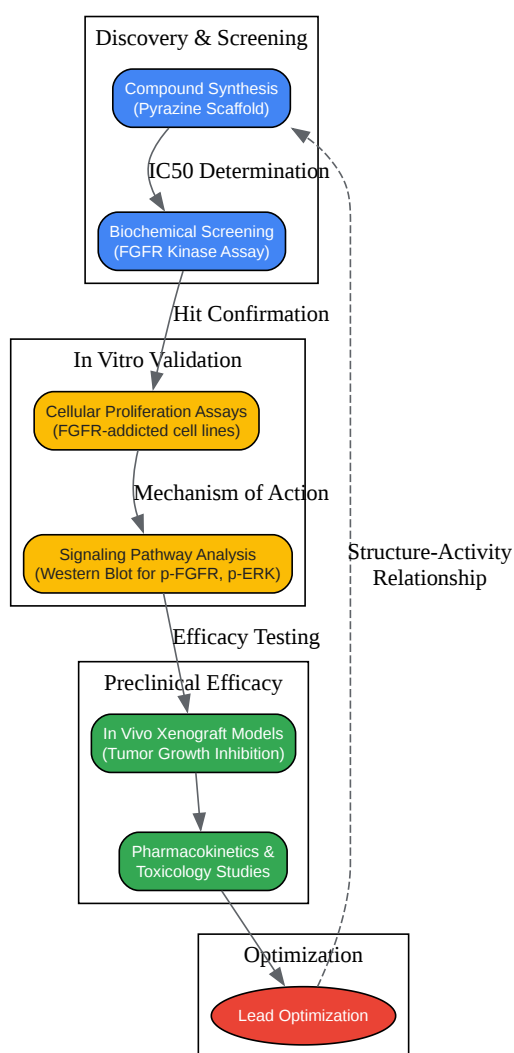 Discovery & Screening
Compound Synthesis
(Pyrazine Scaffold)
IC50 Determination
Biochemical Screening
(FGFR Kinase Assay)
Hit Confirmation
In Vitro Validation
Cellular Proliferation Assays
(FGFR-addicted cell lines)
Mechanism of Action
Signaling Pathway Analysis
(Western Blot for p-FGFR, p-ERK)
Structure-Activity
Relationship
Efficacy Testing
Preclinical Efficacy
In Vivo Xenograft Models
(Tumor Growth Inhibition)
Pharmacokinetics &
Toxicology Studies
Optimization
Lead Optimization